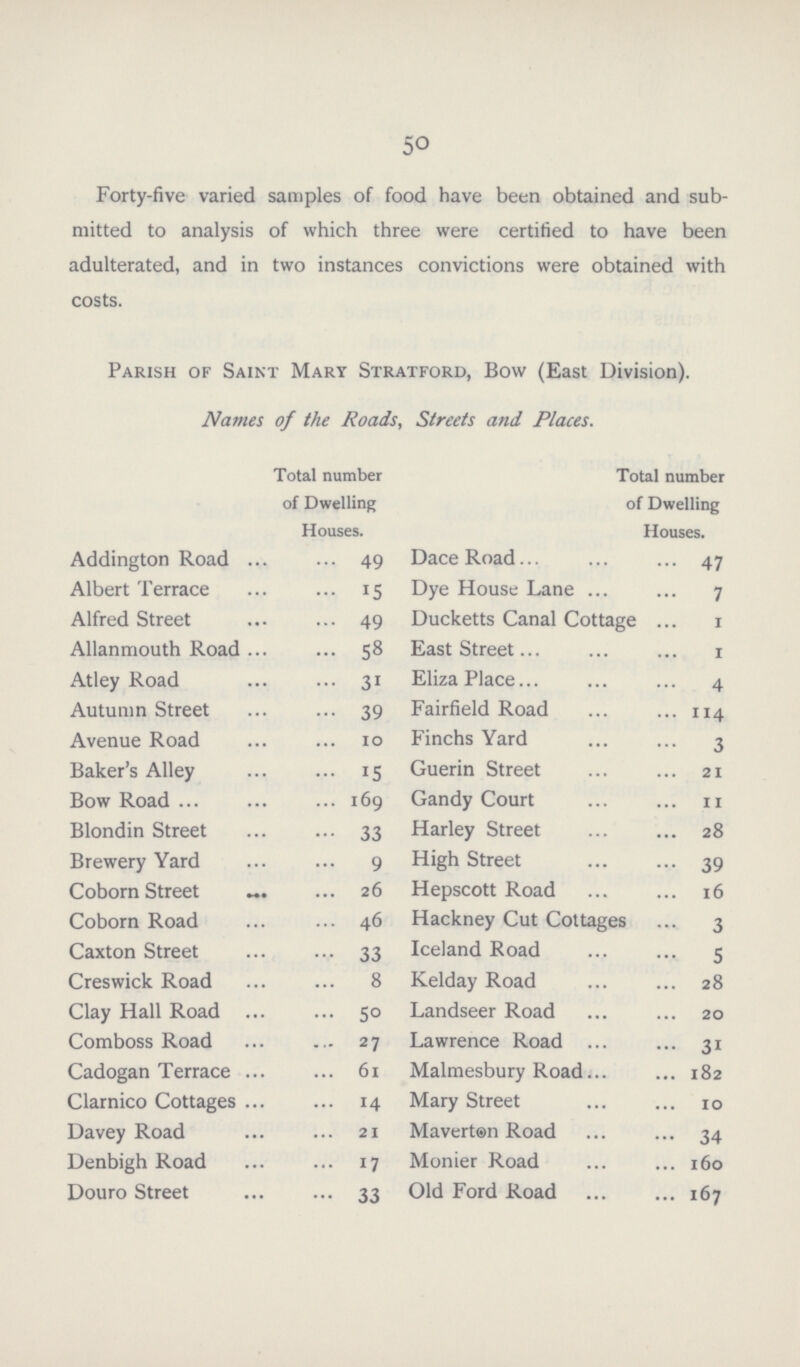 50
Forty-five varied samples of food have been obtained and sub-
mitted to analysis of which three were certified to have been
adulterated, and in two instances convictions were obtained with
costs.
Parish of Saint Mary Stratford, Bow (East Division).
Names of the Roads, Streets and Places.
Total number
of Dwelling
Houses.
Addington Road ... ... 49
Albert Terrace ... ... 15
Alfred Street ... ... 49
Allanmouth Road ... ... 58
Atley Road ... ... 31
Autumn Street ... ... 39
Avenue Road ... ... 10
Baker's Alley ... ... 15
Bow Road ... ... ... 169
Blondin Street ... ... 33
Brewery Yard ... ... 9
Coborn Street ... ... 26
Coborn Road ... ... 46
Caxton Street ... ... 33
Creswick Road ... ... 8
Clay Hall Road ... ... 50
Comboss Road ... ... 27
Cadogan Terrace ... ... 61
Clarnico Cottages ... ... 14
Davey Road ... ... 21
Denbigh Road ... ... 17
Douro Street ... ... 33
Total number
of Dwelling
Houses.
Dace Road ... ... ... 47
Dye House Lane ... ... 7
Ducketts Canal Cottage ... 1
East Street ... ... ... 1
Eliza Place ... ... ... 4
Fairfield Road ... ... 114
Finchs Yard ... ... 3
Guerin Street ... ... 21
Gandy Court ... ... 11
Harley Street ... ... 28
High Street ... ... 39
Hepscott Road ... ... 16
Hackney Cut Cottages ... 3
Iceland Road ... ... 5
Kelday Road ... ... 28
Landseer Road ... ... 20
Lawrence Road ... ... 31
Malmesbury Road ... ... 182
Mary Street ... ... 10
Maverton Road ... ... 34
Monier Road ... ... 160
Old Ford Road ... ... 167